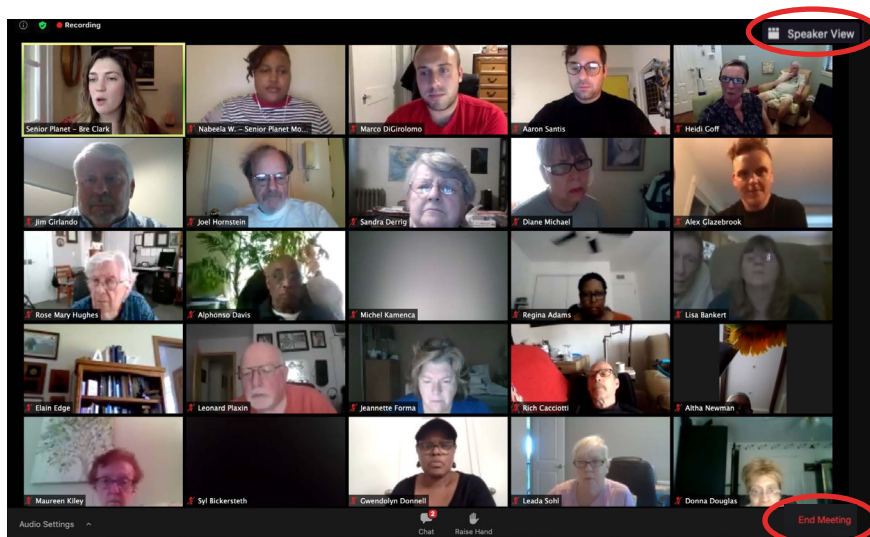 Recording
Speaker View
Senior Planet - Bre Clark
Nabeela W. - Senior Planet Mo...
Marco DiGirolomo
Aaron Santis
Heidi Goff
Jim Girlando
Joel Hornstein
Sandra Derrig
Diane Michael
Alex Glazebrook
Rose Mary Hughes
Alphonso Davis
Michel Kamenca
Regina Adams
Lisa Bankert
Elain Edge
Leonard Plaxin
Jeannette Forma
Rich Cacciotti
Altha Newman
Maureen Kiley
Syl Bickersteth
Gwendolyn Donnell
Leada Sohl
Donna Douglas
Audio Settings
2
Chat
Raise Hand
End Meeting